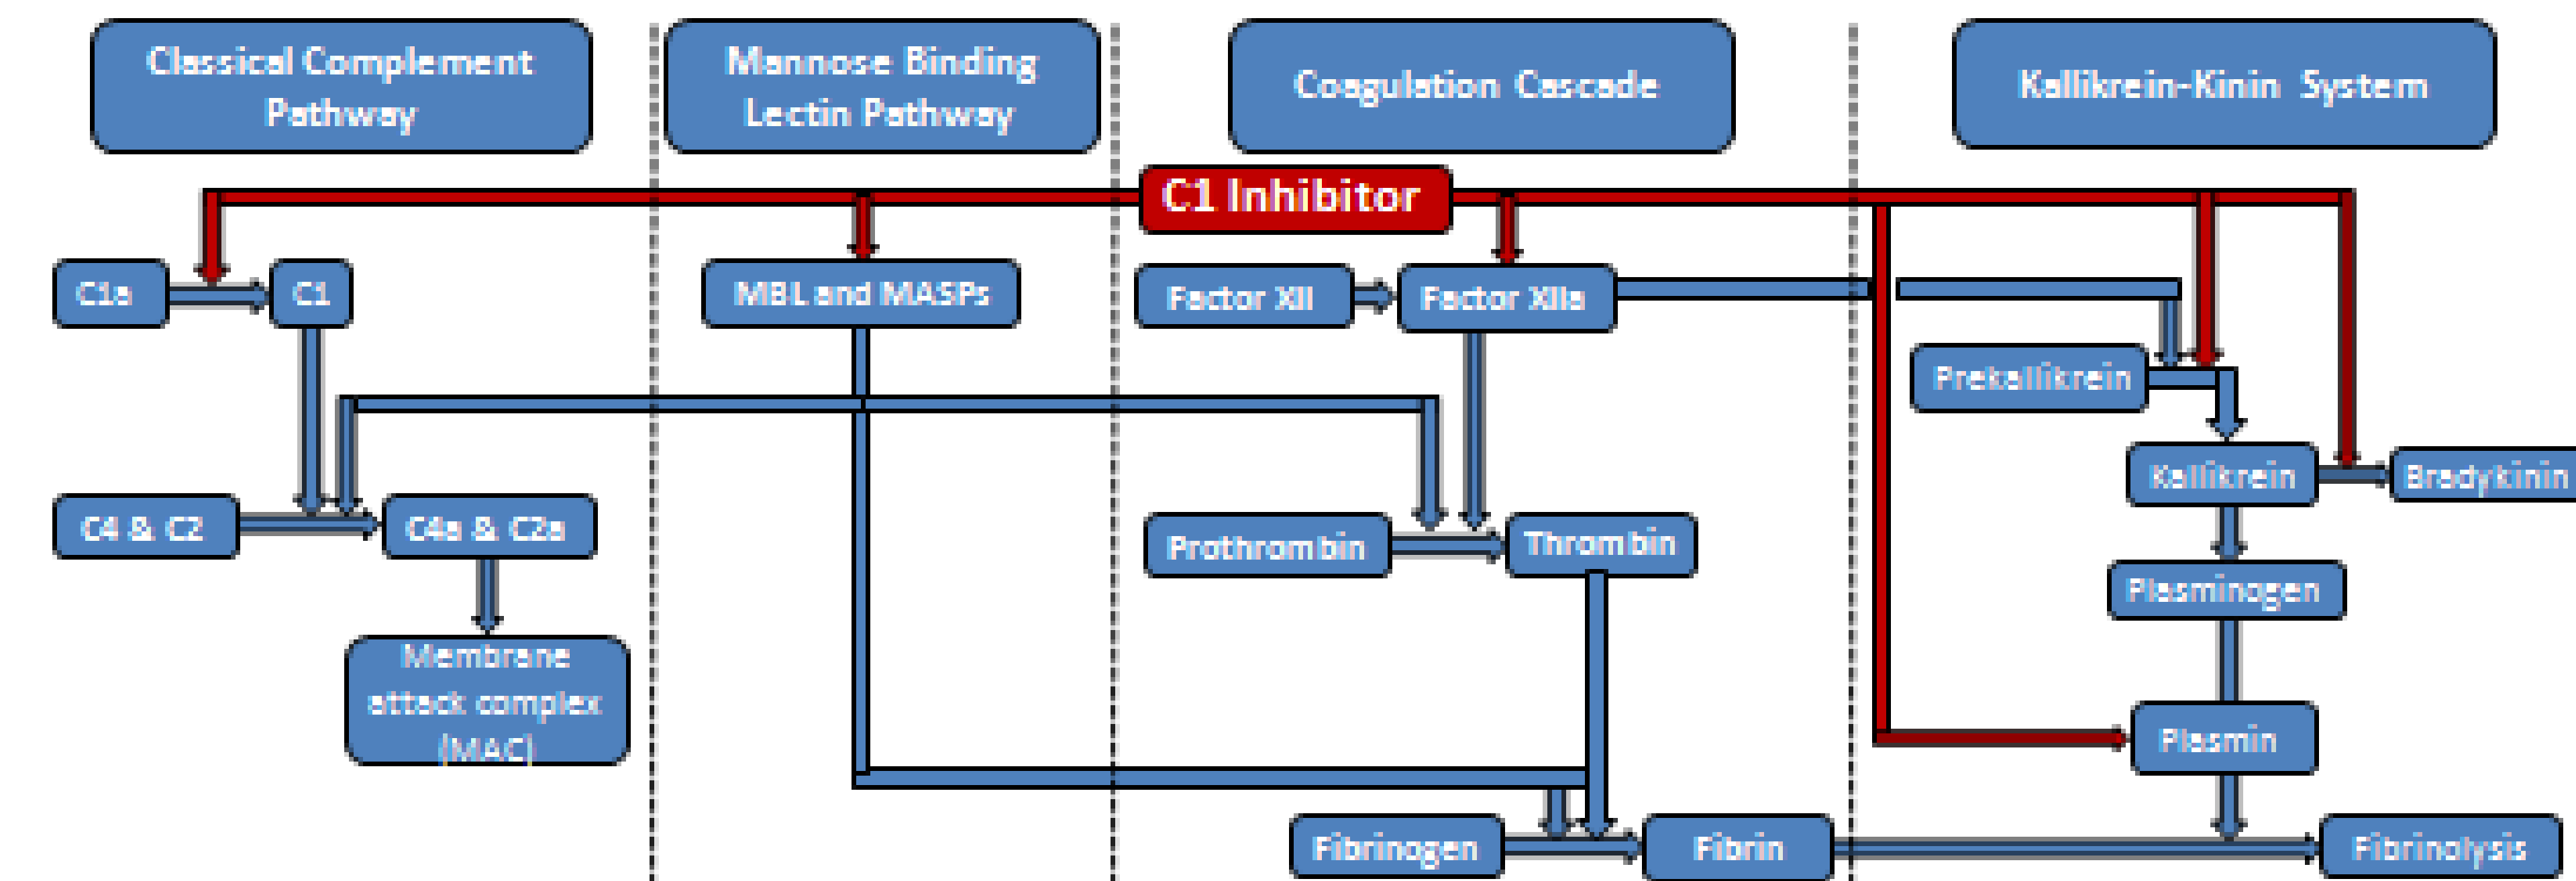 Classical Complement
Pathway
Mannose Binding
Lectin Pathway
Coagulation Cascade
Kallikrein-Kinin System
C1 Inhibitor
C1a
C1
MBL and MASPs
Factor XII
Factor XIIa
Prekallikrein
Kallikrein
Bradykinin
C4 & C2
C4a & C2a
Prothrombin
Thrombin
Plasminogen
Membrane
attack complex
(MAC)
Plasmin
Fibrinogen
Fibrin
Fibrinolysis